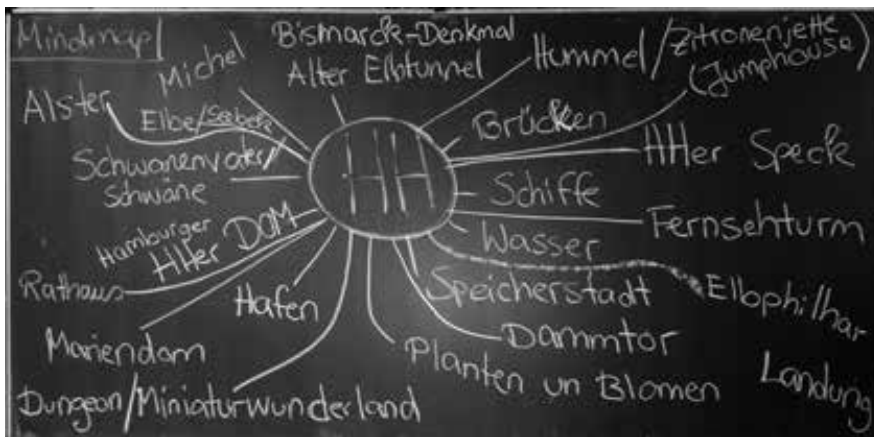 Mindmap
Bismarck-Denkmal
Alter Elbtunnel
Hummel/Zitronenjette
(Jumphouse)
Michel
Alster
Elbe/
Brücken
HHer Speck
Schwanenvater/
Schwäne
HH
Schiffe
Fernsehturm
Hamburger
HHer DOM
Wasser
Rathaus
Hafen
Speicherstadt
Elbphilhar
Mariendom
Dammtor
Planten un Blomen
Landung
Dungeon/Miniaturwunderland